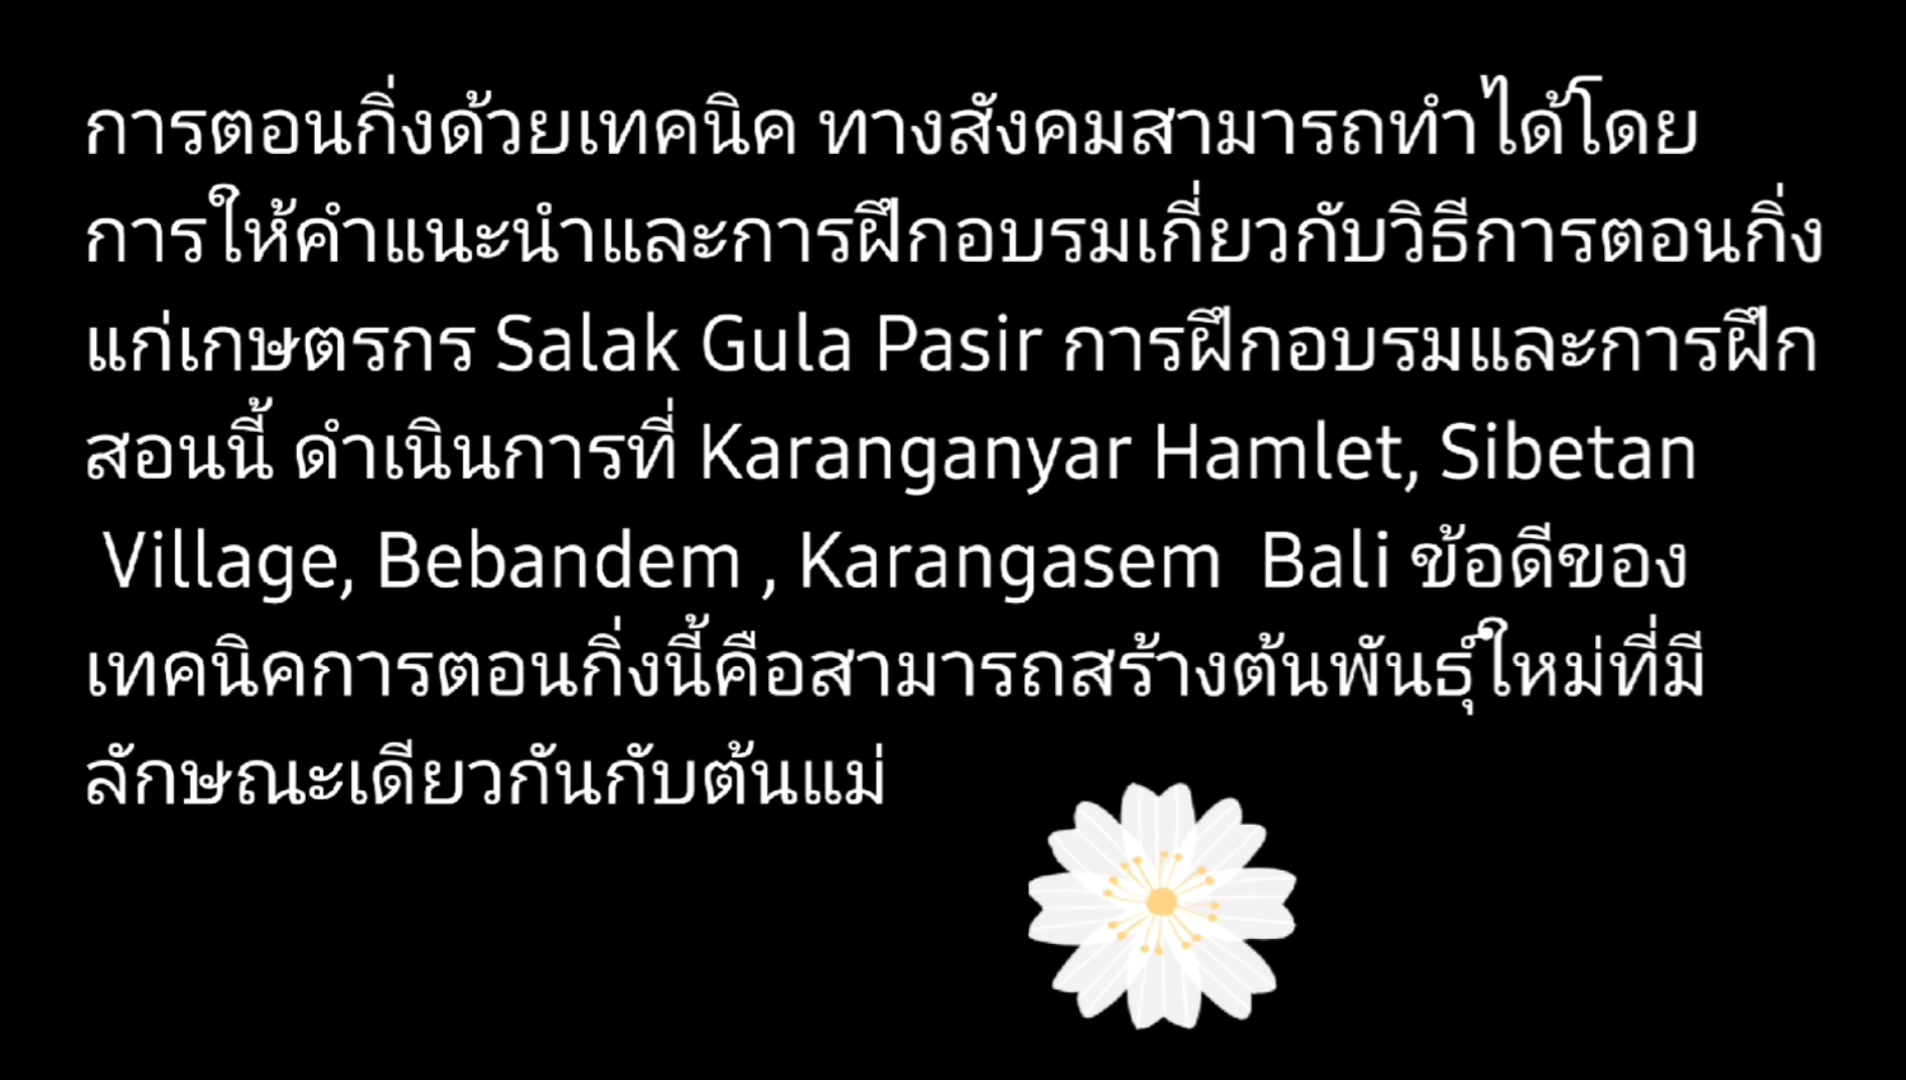 การตอนกิ่งด้วยเทคนิค ทางสังคมสามารถทำได้โดย
การให้คำแนะนำและการฝึกอบรมเกี่ยวกับวิธีการตอนกิ่ง
แก่เกษตรกร Salak Gula Pasir การฝึกอบรมและการฝึก
สอนนี้ ดำเนินการที่ Karanganyar Hamlet, Sibetan
Village, Bebandem , Karangasem  Bali ข้อดีของ
เทคนิคการตอนกิ่งนี้คือสามารถสร้างต้นพันธุ์ใหม่ที่มี
ลักษณะเดียวกันกับต้นแม่